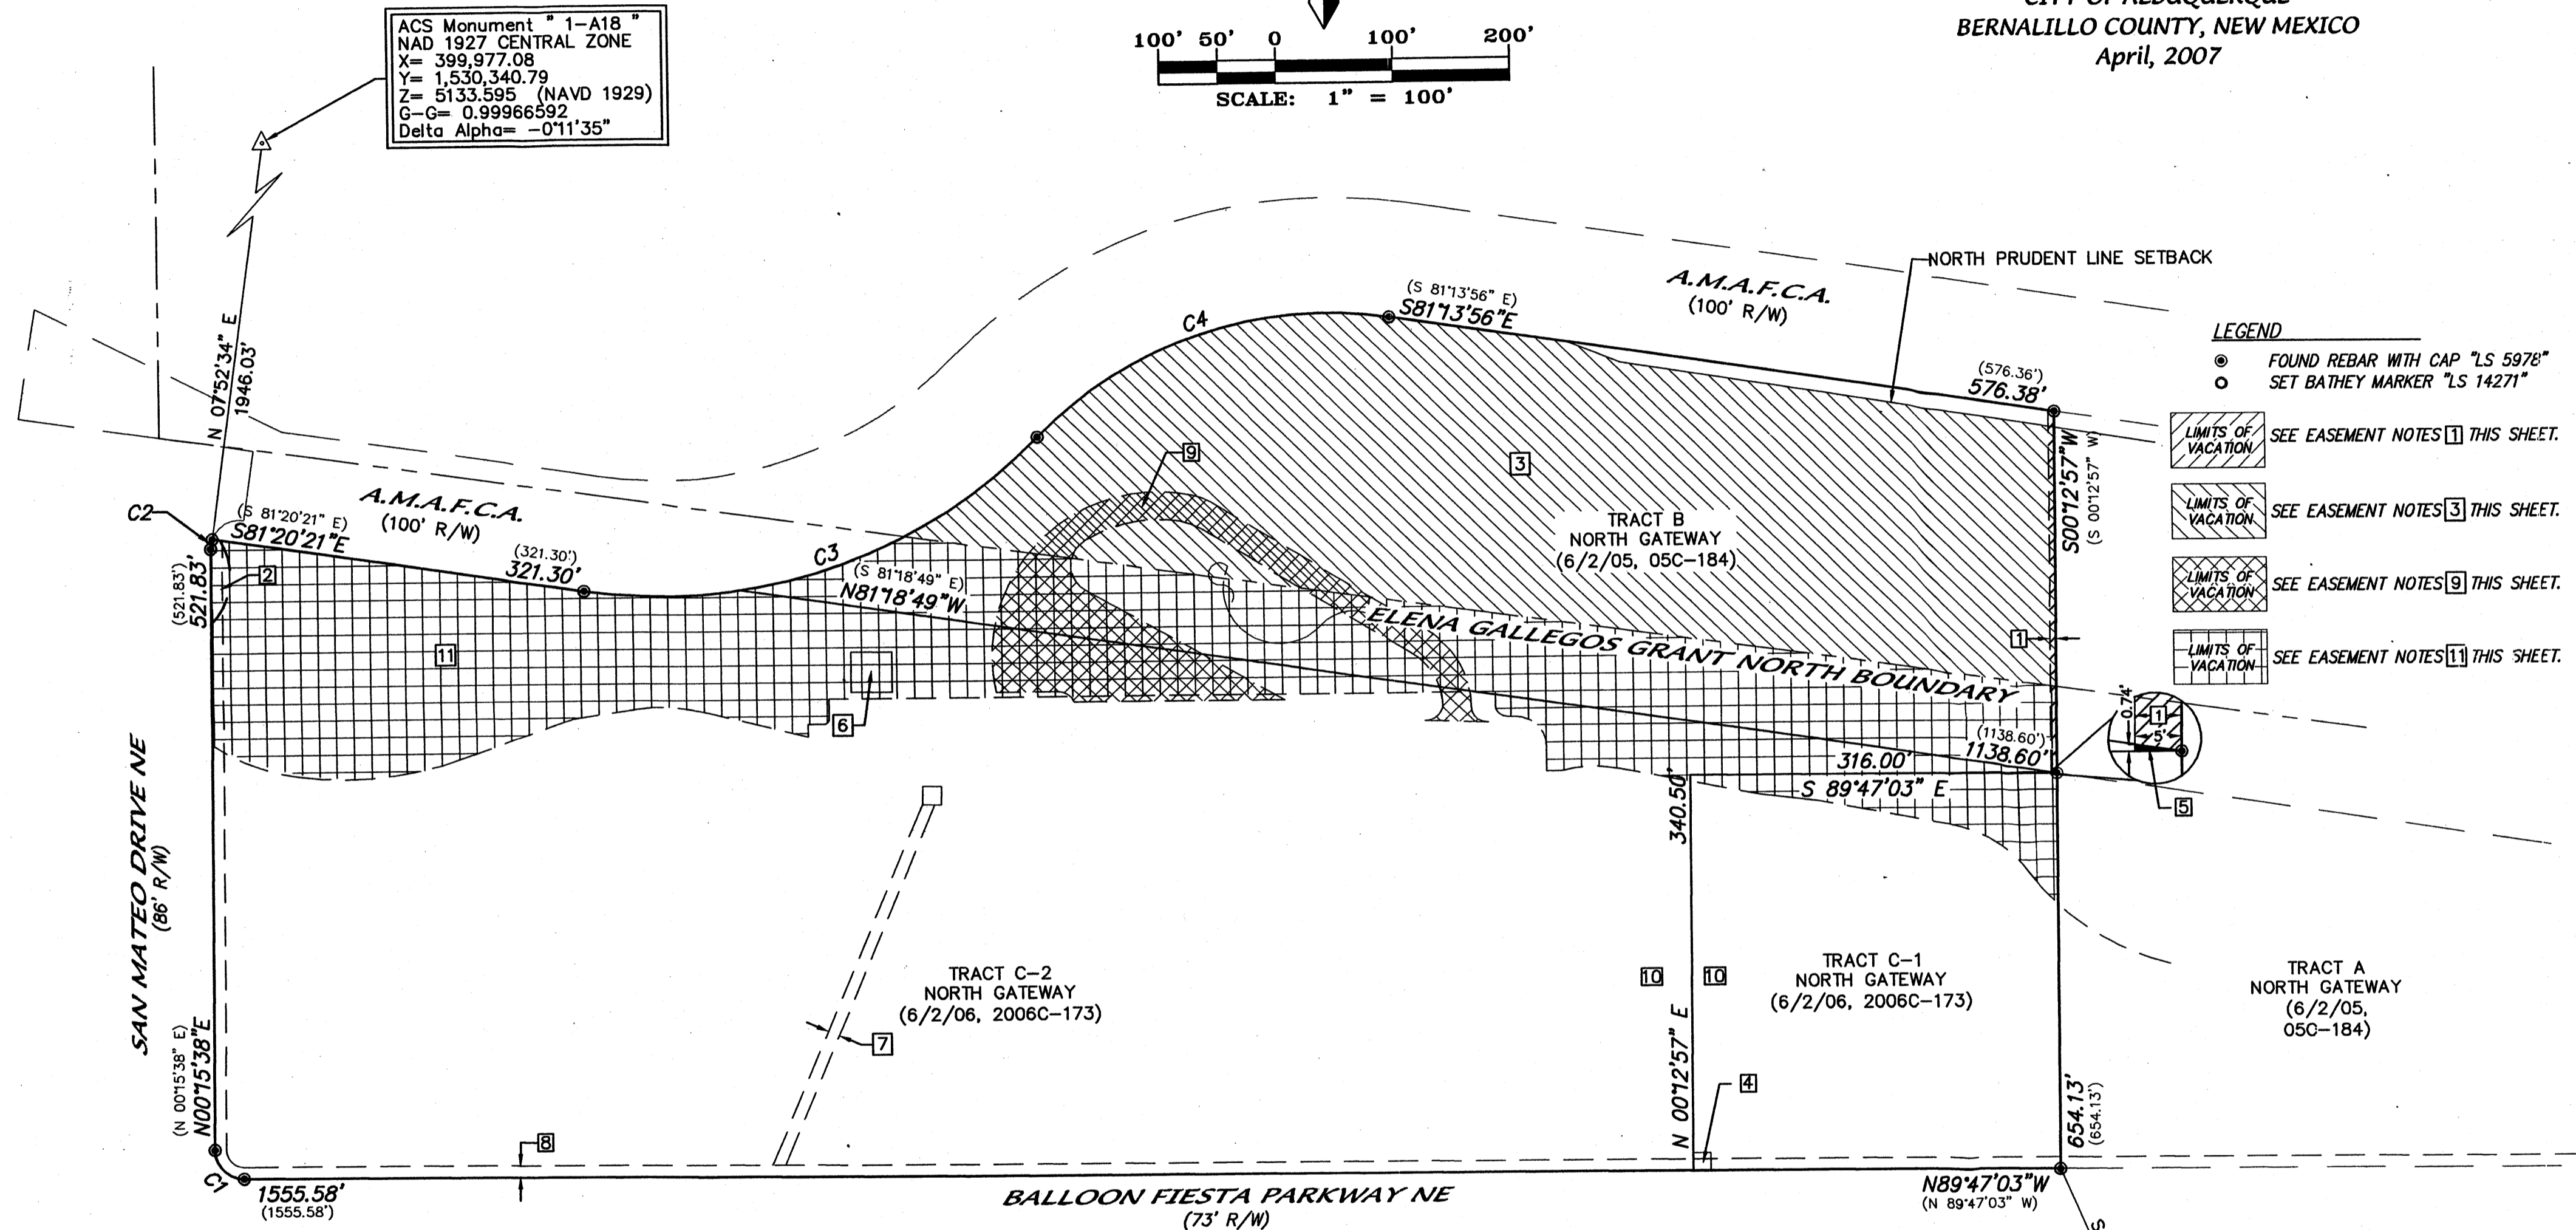 ACS Monument " 1-A18 "
NAD 1927 CENTRAL ZONE
X= 399,977.08
Y= 1,530,340.79
Z= 5133.595 (NAVD 1929)
G-G= 0.99966592
Delta Alpha= -0°11'35"
100' 50' 0 100' 200'
SCALE: 1" = 100'
CITY OF ALBUQUERQUE
BERNALILLO COUNTY, NEW MEXICO
April, 2007
N 07°52'34" E
1946.03'
NORTH PRUDENT LINE SETBACK
A.M.A.F.C.A.
(100' R/W)
(S 81°13'56" E)
S81°13'56"E
C4
(576.36')
576.38'
LEGEND
FOUND REBAR WITH CAP "LS 5978"
SET BATHEY MARKER "LS 14271"
LIMITS OF
VACATION
SEE EASEMENT NOTES 1 THIS SHEET.
LIMITS OF
VACATION
SEE EASEMENT NOTES 3 THIS SHEET.
LIMITS OF
VACATION
SEE EASEMENT NOTES 9 THIS SHEET.
LIMITS OF
VACATION
SEE EASEMENT NOTES 11 THIS SHEET.
S00°12'57"W
(S 00°12'57" W)
9
3
A.M.A.F.C.A.
(100' R/W)
C2
(S 81°20'21" E)
S81°20'21"E
(321.30')
321.30'
C3
(S 81°18'49" E)
N81°18'49"W
TRACT B
NORTH GATEWAY
(6/2/05, 05C-184)
2
(521.83')
521.83'
11
6
ELENA GALLEGOS GRANT NORTH BOUNDARY
1
0.74'
1
5'
5
(1138.60')
1138.60'
316.00'
S 89°47'03" E
340.50'
SAN MATEO DRIVE NE
(86' R/W)
TRACT C-2
NORTH GATEWAY
(6/2/06, 2006C-173)
10
10
TRACT C-1
NORTH GATEWAY
(6/2/06, 2006C-173)
TRACT A
NORTH GATEWAY
(6/2/05,
05C-184)
7
N 00°12'57" E
4
(N 00°15'38" E)
N00°15'38"E
8
654.13'
(654.13')
C1
1555.58'
(1555.58')
BALLOON FIESTA PARKWAY NE
(73' R/W)
N89°47'03"W
(N 89°47'03" W)
S